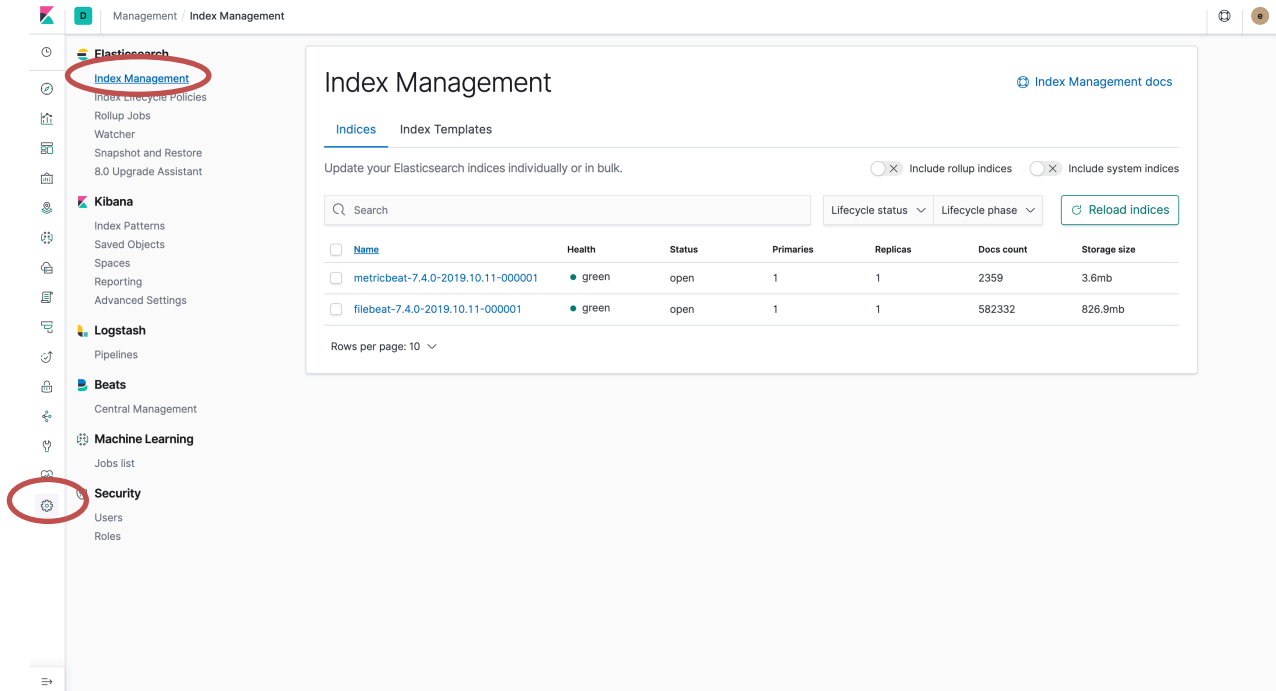 D Management / Index Management e
Elasticsearch
Index Management
Index Lifecycle Policies
Rollup Jobs
Watcher
Snapshot and Restore
8.0 Upgrade Assistant
Kibana
Index Patterns
Saved Objects
Spaces
Reporting
Advanced Settings
Logstash
Pipelines
Beats
Central Management
Machine Learning
Jobs list
Security
Users
Roles
Index Management Index Management docs
Indices Index Templates
Update your Elasticsearch indices individually or in bulk. Include rollup indices Include system indices
Search Lifecycle status Lifecycle phase Reload indices
Name Health Status Primaries Replicas Docs count Storage size
metricbeat-7.4.0-2019.10.11-000001 green open 1 1 2359 3.6mb
filebeat-7.4.0-2019.10.11-000001 green open 1 1 582332 826.9mb
Rows per page: 10